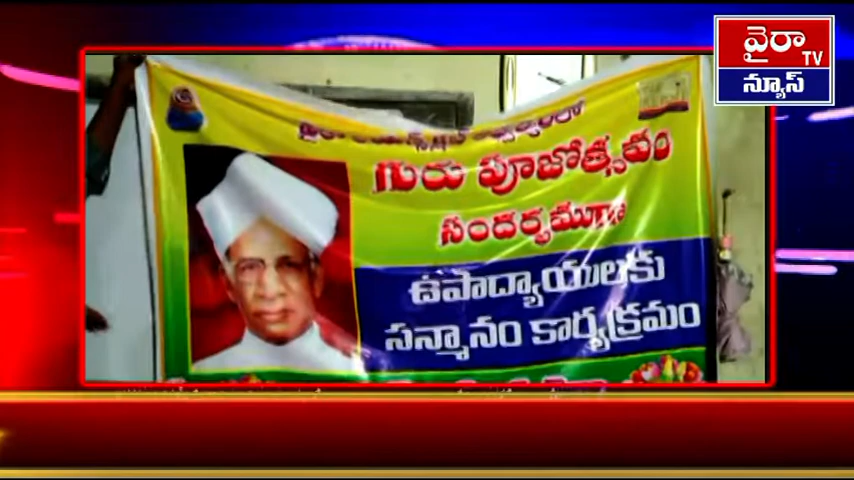 వైరా
TV
న్యూస్
గురు పూజోత్సవం
సందర్భముగా
ఉపాధ్యాయులకు
సన్మానం కార్యక్రమం